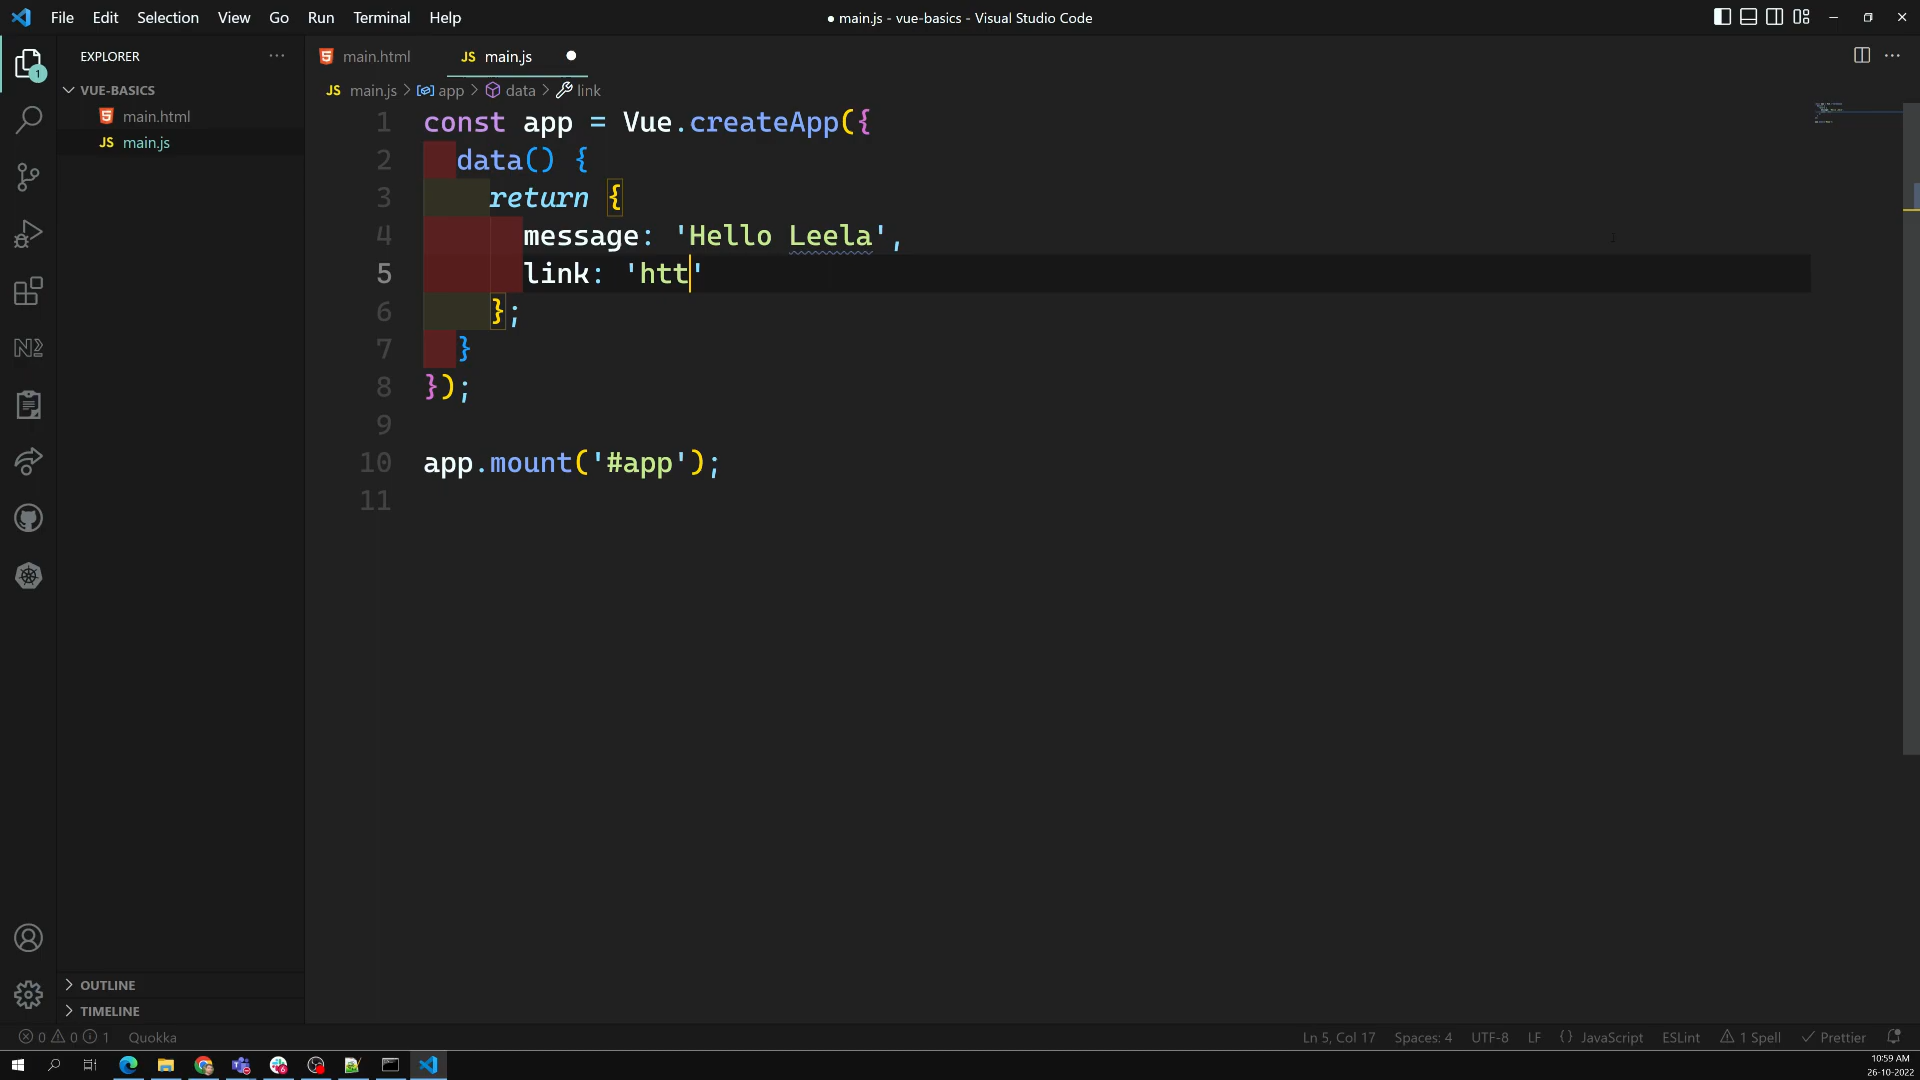 File Edit Selection View Go Run Terminal Help
● main.js - vue-basics - Visual Studio Code
EXPLORER
1
VUE-BASICS
main.html
JS main.js
OUTLINE
TIMELINE
main.html
JS main.js
JS main.js > app > data > link
1 const app = Vue.createApp({
2 data() {
3 return {
4 message: 'Hello Leela',
5 link: 'htt'
6 };
7 }
8 });
9
10 app.mount('#app');
11
0 0 1 Quokka
Ln 5, Col 17 Spaces: 4 UTF-8 LF {} JavaScript ESLint 1 Spell Prettier
10:59 AM
26-10-2022